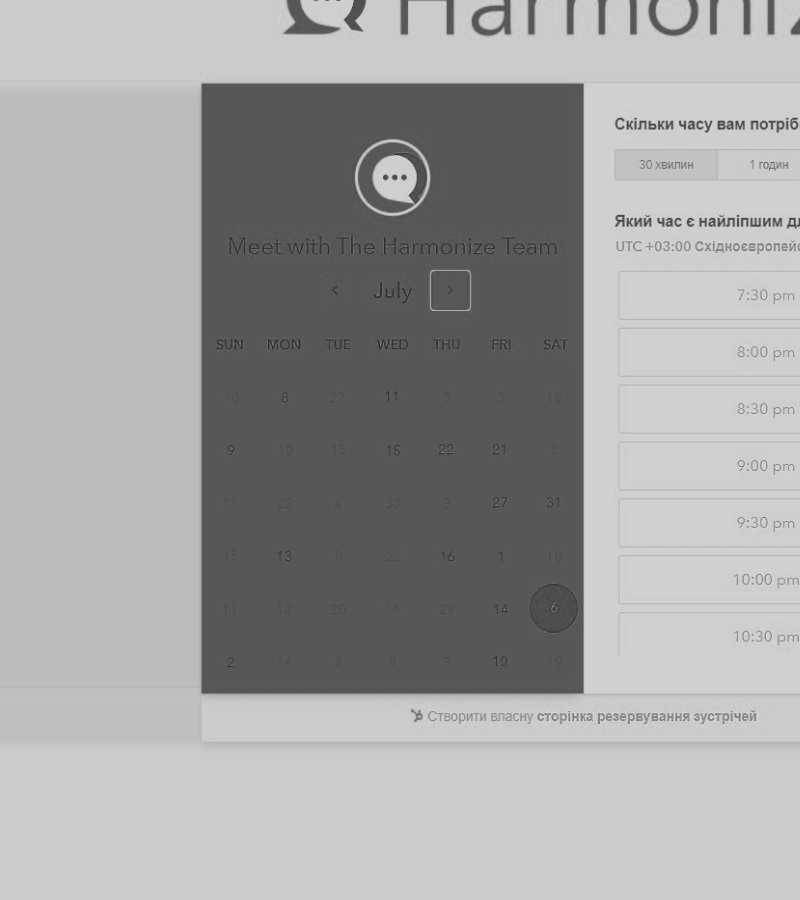 Harmoniz
Скільки часу вам потріб
30 хвилин 1 годин
Meet with The Harmonize Team
Який час є найліпшим д
UTC +03:00 Східноєвропейс
July
7:30 pm
8:00 pm
8:30 pm
9:00 pm
9:30 pm
10:00 pm
10:30 pm
SUN MON TUE WED THU FRI SAT
10 8 27 11 3 3 18
9 10 15 15 22 21 8
11 22 4 30 3 27 31
15 13 8 22 16 1 18
11 12 20 16 29 14 6
2 14 8 8 3 10 19
Створити власну сторінка резервування зустрічей